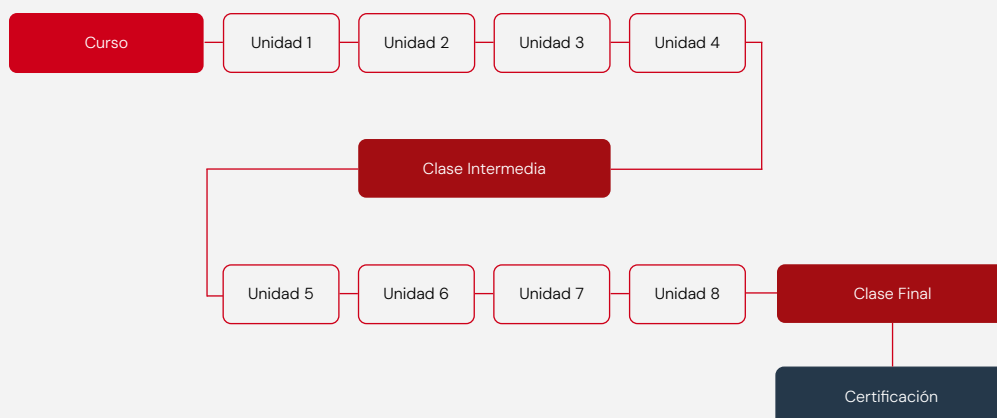 Curso
Unidad 1
Unidad 2
Unidad 3
Unidad 4
Clase Intermedia
Unidad 5
Unidad 6
Unidad 7
Unidad 8
Clase Final
Certificación